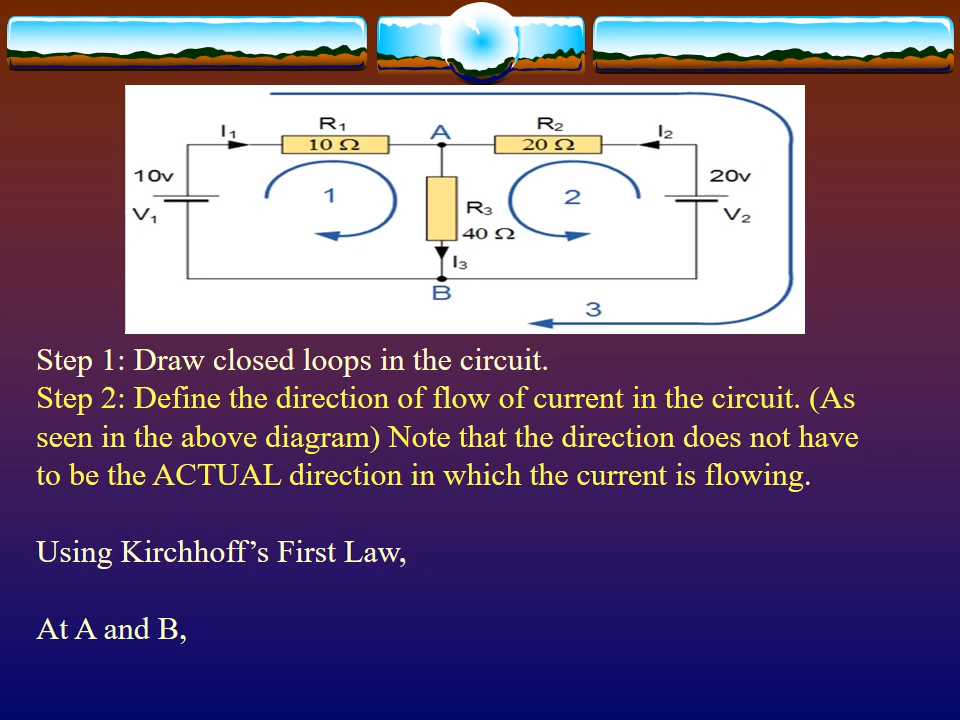 I₁ R₁ A R₂ I₂
10 Ω 20 Ω
10v 1 2 20v
V₁ R₃ V₂
40 Ω
I₃
B 3
Step 1: Draw closed loops in the circuit.
Step 2: Define the direction of flow of current in the circuit. (As
seen in the above diagram) Note that the direction does not have
to be the ACTUAL direction in which the current is flowing.
Using Kirchhoff’s First Law,
At A and B,